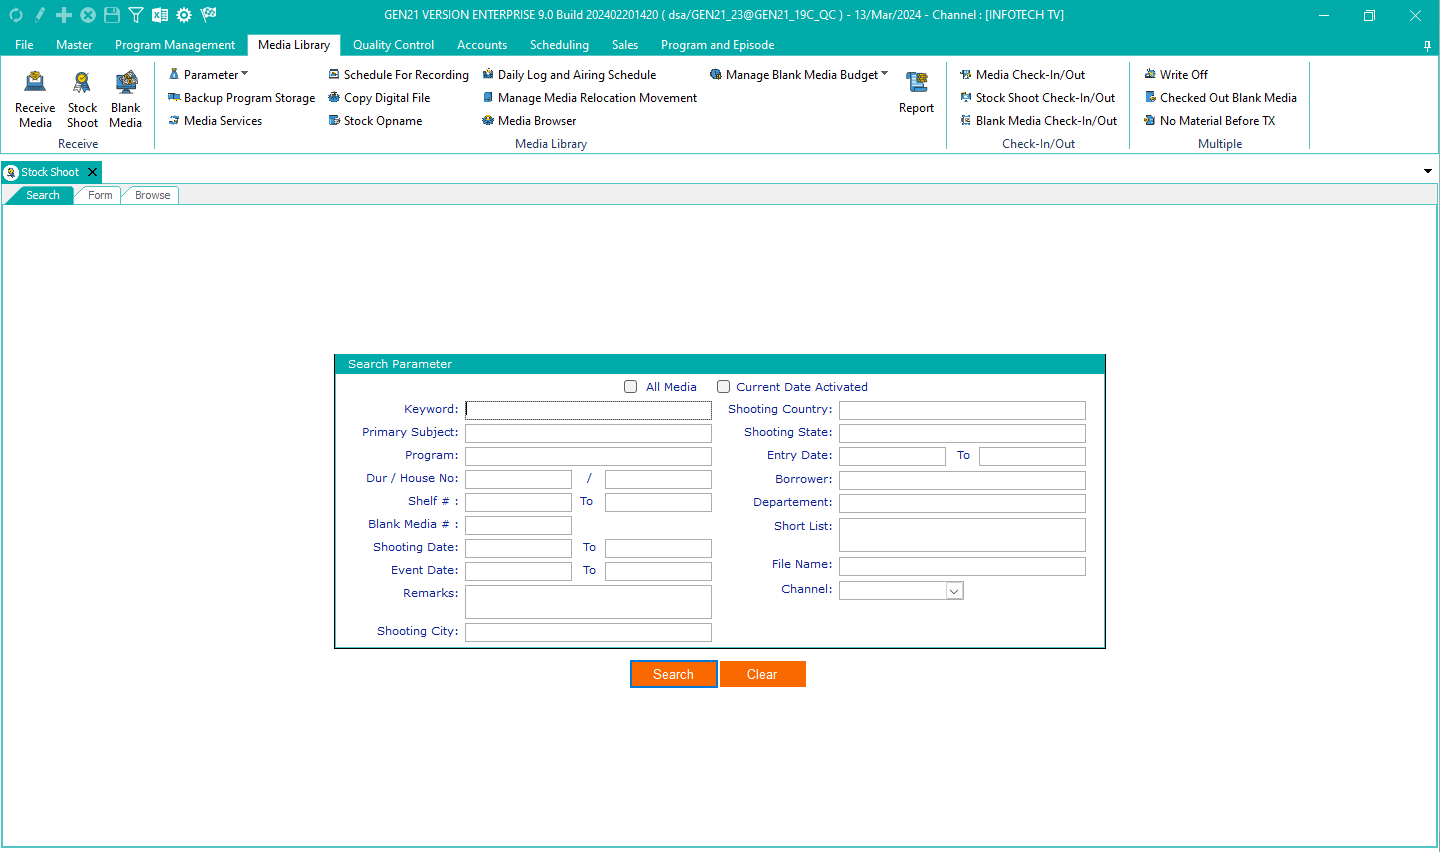 GEN21 VERSION ENTERPRISE 9.0 Build 202402201420 ( dsa/GEN21_23@GEN21_19C_QC ) - 13/Mar/2024 - Channel : [INFOTECH TV]
File Master Program Management Media Library Quality Control Accounts Scheduling Sales Program and Episode
Receive Media
Stock Shoot
Blank Media
Receive
Parameter Schedule For Recording Daily Log and Airing Schedule Manage Blank Media Budget
Backup Program Storage Copy Digital File Manage Media Relocation Movement
Media Services Stock Opname Media Browser
Report
Media Library
Media Check-In/Out
Stock Shoot Check-In/Out
Blank Media Check-In/Out
Check-In/Out
Write Off
Checked Out Blank Media
No Material Before TX
Multiple
Stock Shoot
Search Form Browse
Search Parameter
All Media Current Date Activated
Keyword: Shooting Country:
Primary Subject: Shooting State:
Program: Entry Date: To
Dur / House No: / Borrower:
Shelf # : To Departement:
Blank Media # : Short List:
Shooting Date: To
Event Date: To File Name:
Remarks: Channel:
Shooting City:
Search Clear